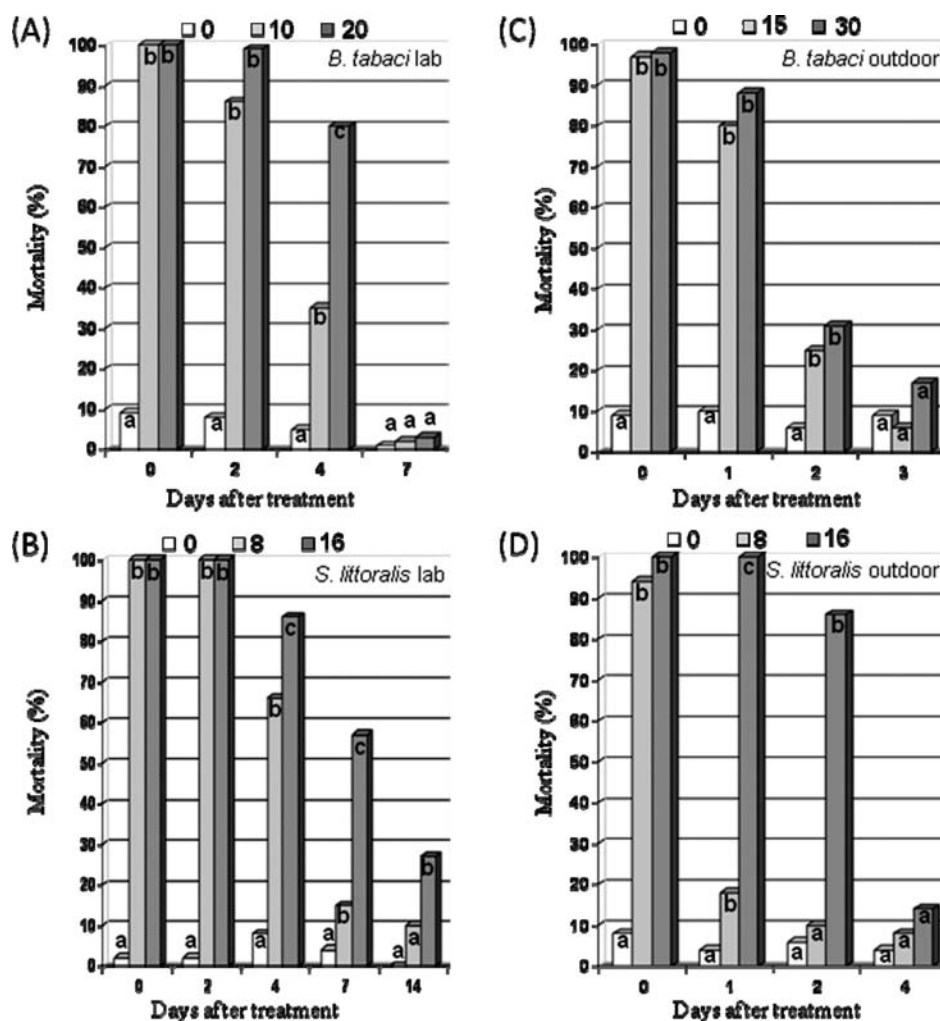 (A)
0 10 20
B. tabaci lab
100
90
80
70
60
50
40
30
20
10
0
Mortality (%)
a b b
a b b
a b c
a a a
0 2 4 7
Days after treatment
(C)
0 15 30
B. tabaci outdoor
100
90
80
70
60
50
40
30
20
10
0
Mortality (%)
a b b
a b b
a b b
a a a
0 1 2 3
Days after treatment
(B)
0 8 16
S. littoralis lab
100
90
80
70
60
50
40
30
20
10
0
Mortality (%)
a b b
a b b
a b c
a b c
a a b
0 2 4 7 14
Days after treatment
(D)
0 8 16
S. littoralis outdoor
100
90
80
70
60
50
40
30
20
10
0
Mortality (%)
a b b
a b c
a a b
a a a
0 1 2 4
Days after treatment